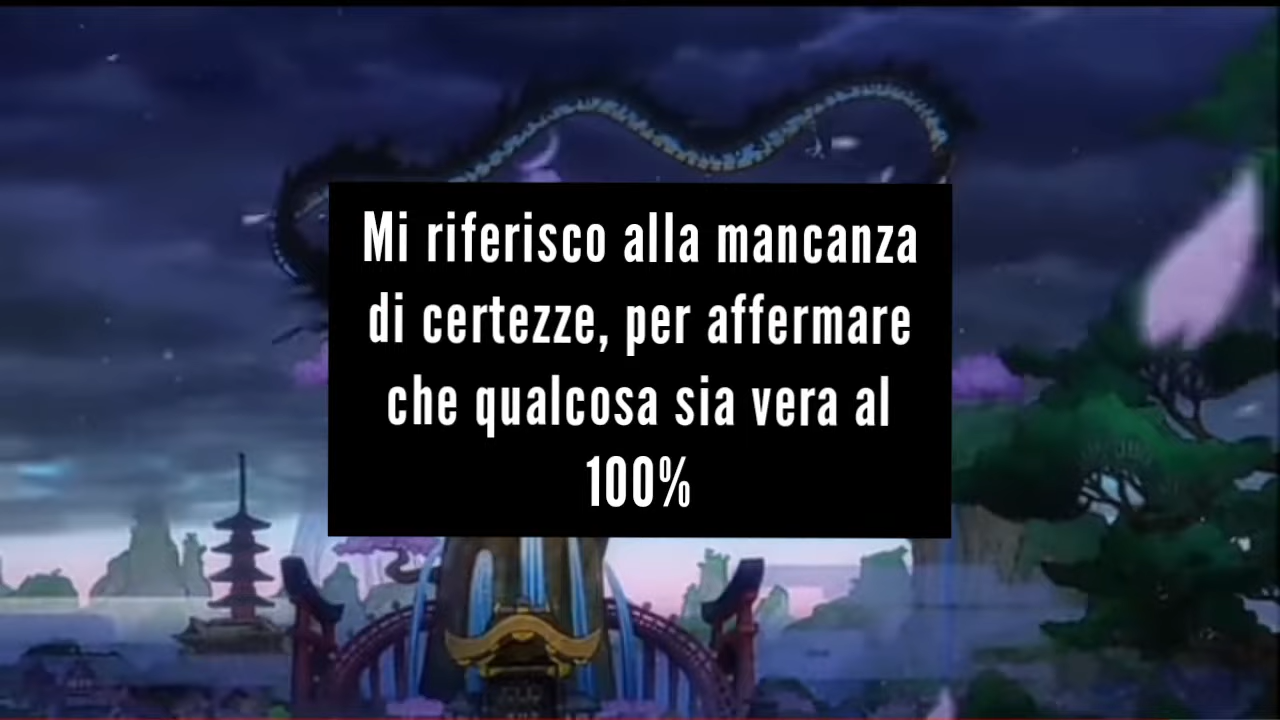 Mi riferisco alla mancanza
di certezze, per affermare
che qualcosa sia vera al
100%